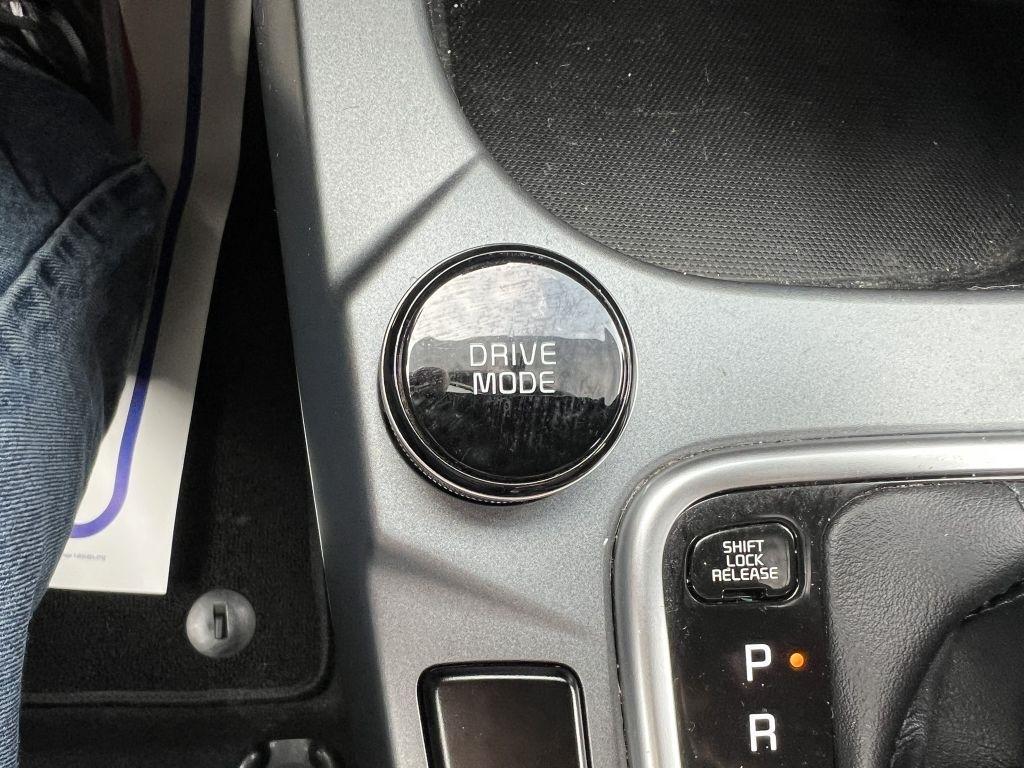 DRIVE
MODE
SHIFT
LOCK
RELEASE
P
R